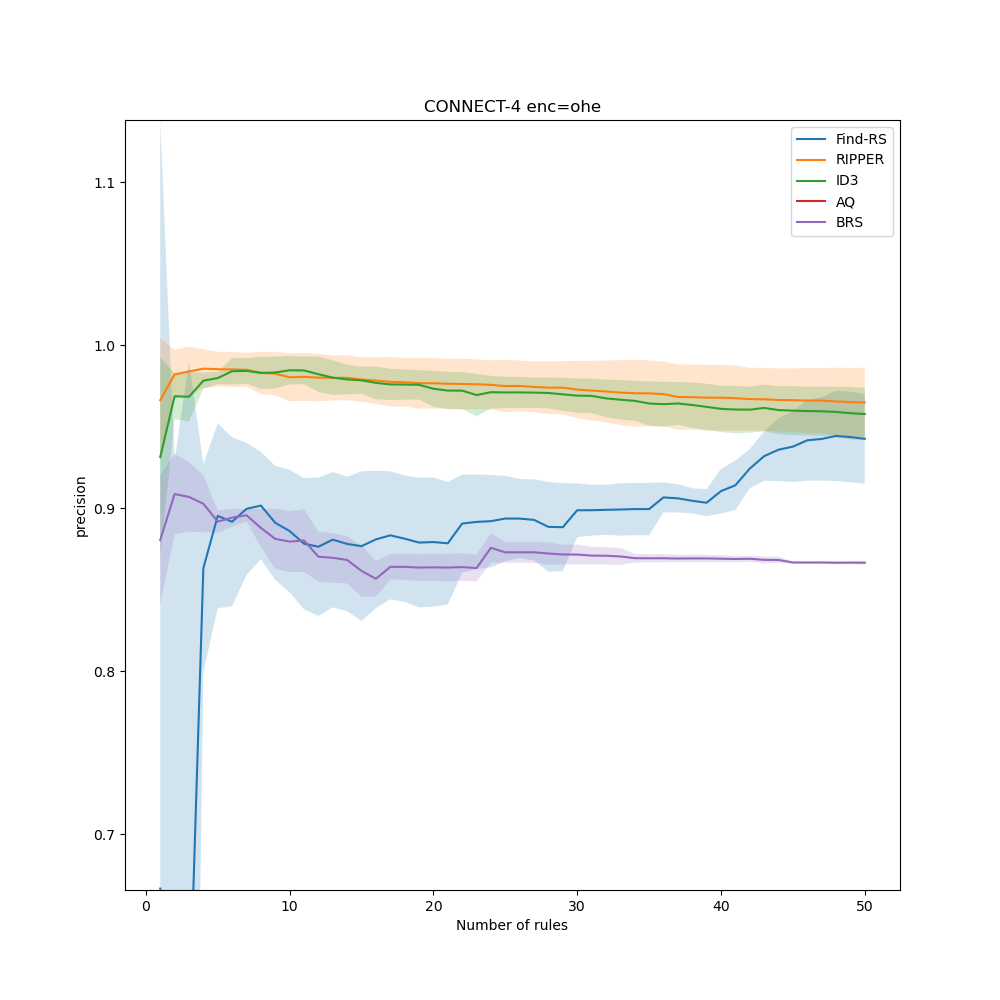 CONNECT-4 enc=ohe
Find-RS
RIPPER
ID3
AQ
BRS
1.1
1.0
0.9
0.8
0.7
precision
0
10
20
30
40
50
Number of rules